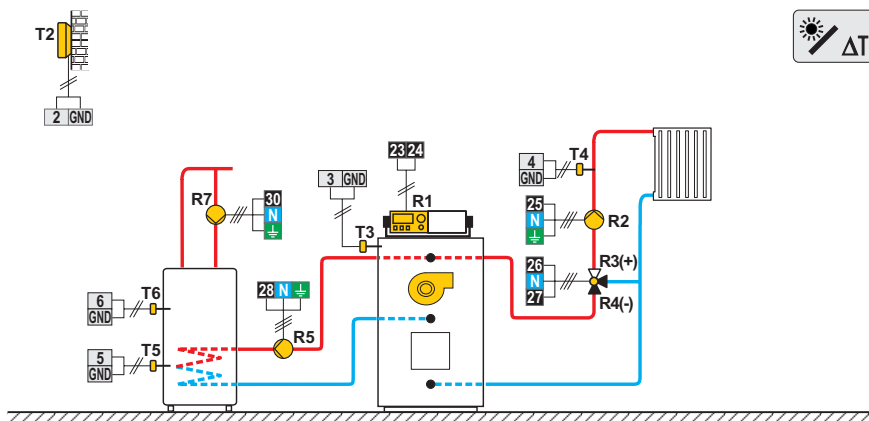 T2
2 GND
ΔT
23 24
3 GND
R1
4
GND
T4
R7
30
N
25
N
R2
T3
26
N
27
R3(+)
R4(-)
6
GND
T6
28 N
R5
5
GND
T5